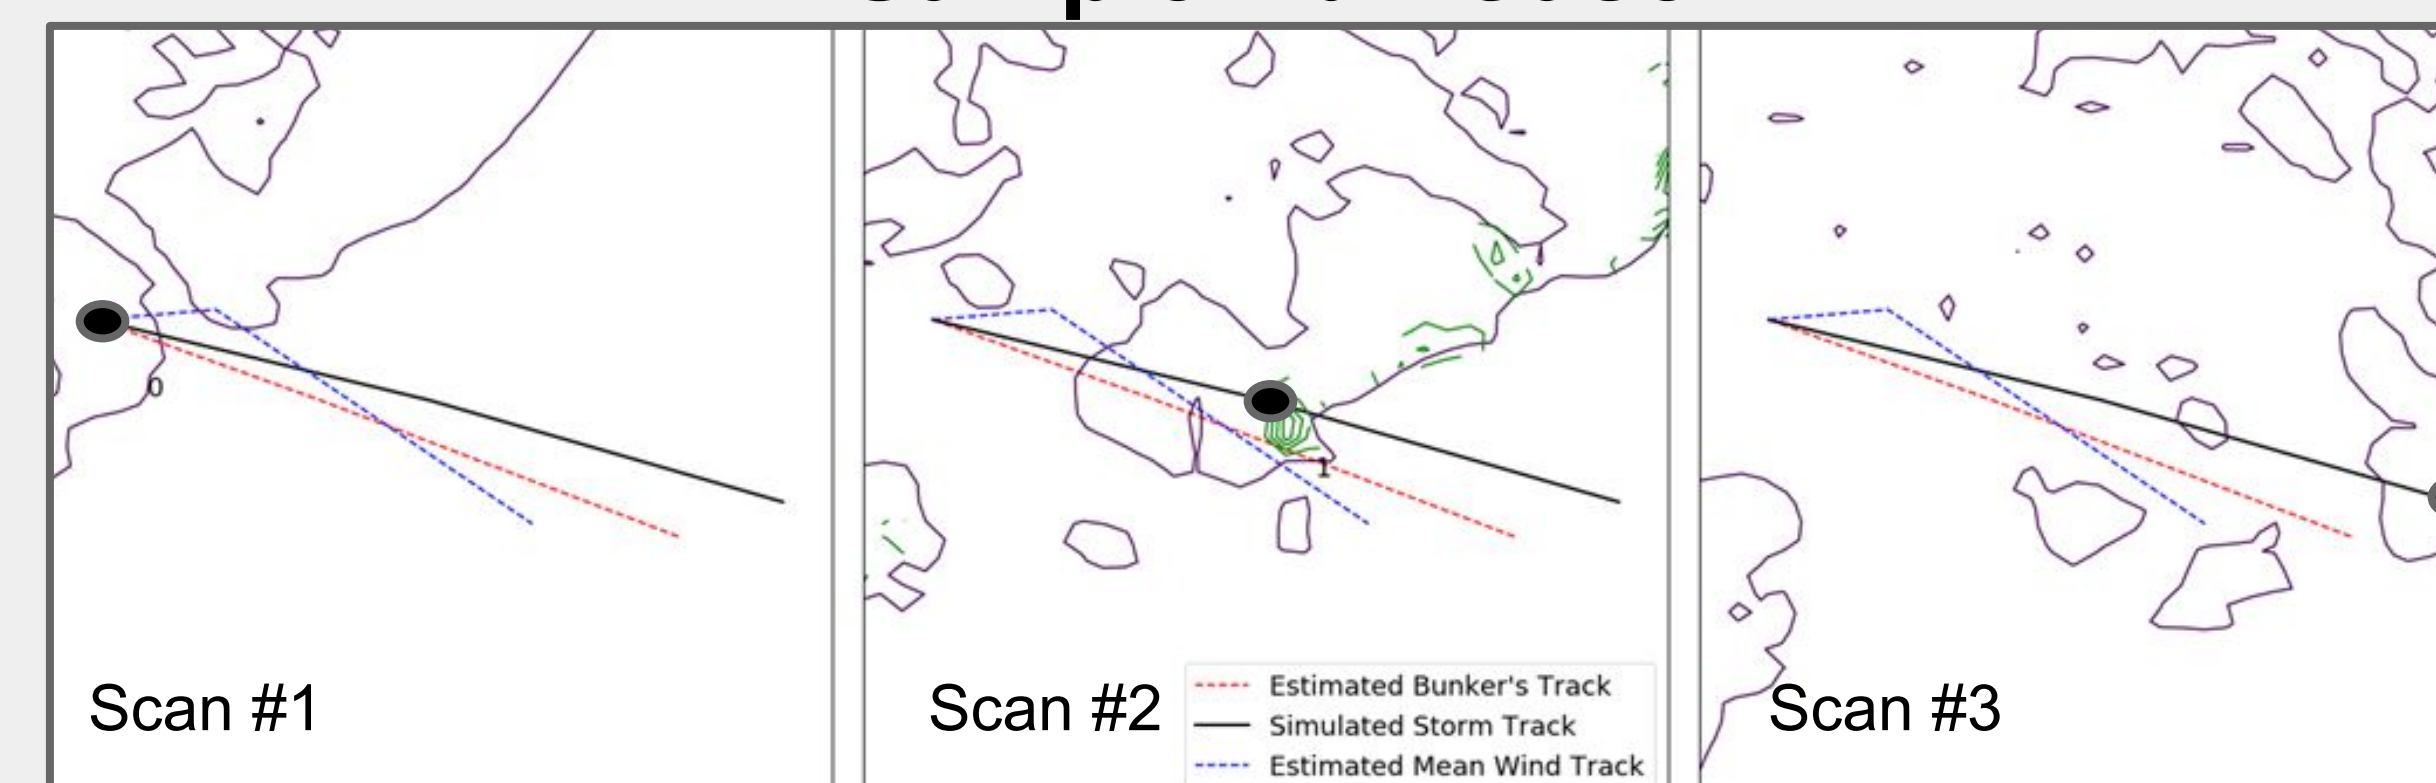 0
1
Scan #1
Scan #2
Estimated Bunker's Track
Simulated Storm Track
Estimated Mean Wind Track
Scan #3